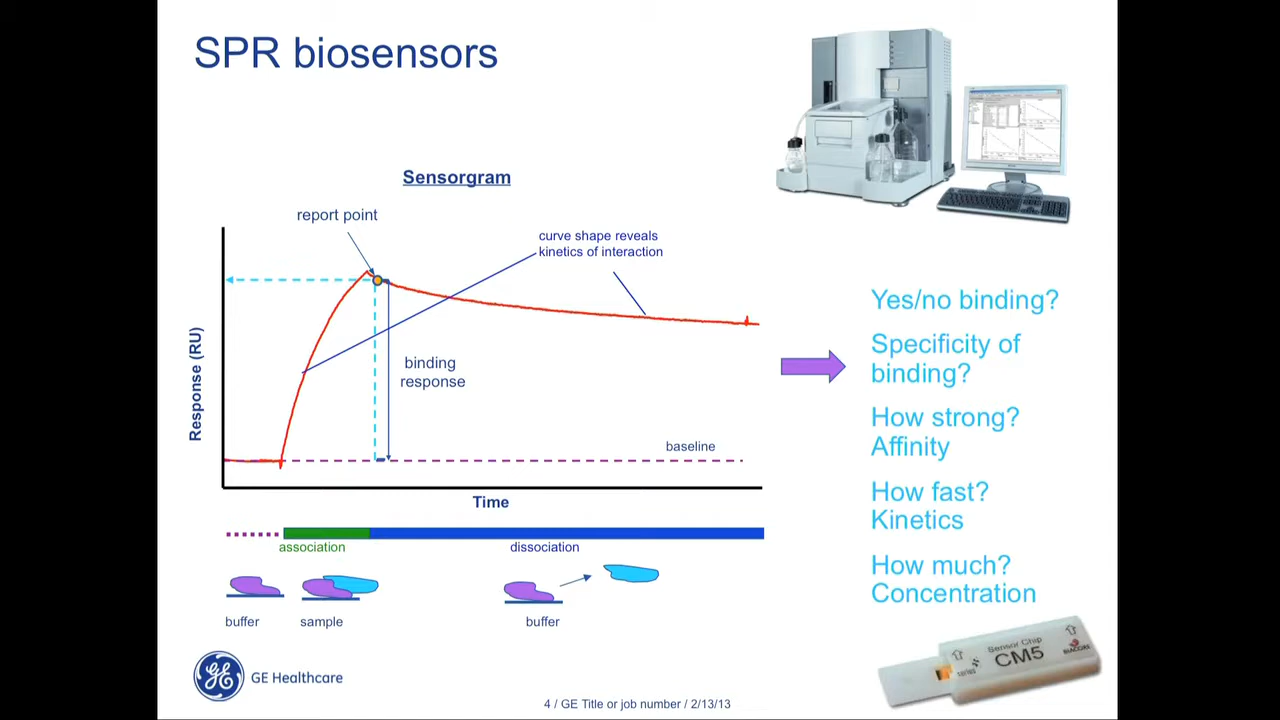 SPR biosensors
Sensorgram
report point
curve shape reveals
kinetics of interaction
binding
response
baseline
Response (RU)
Time
association
dissociation
buffer
sample
buffer
Yes/no binding?
Specificity of
binding?
How strong?
Affinity
How fast?
Kinetics
How much?
Concentration
Sensor Chip
CM5
BIACORE
series
GE Healthcare
4 / GE Title or job number / 2/13/13